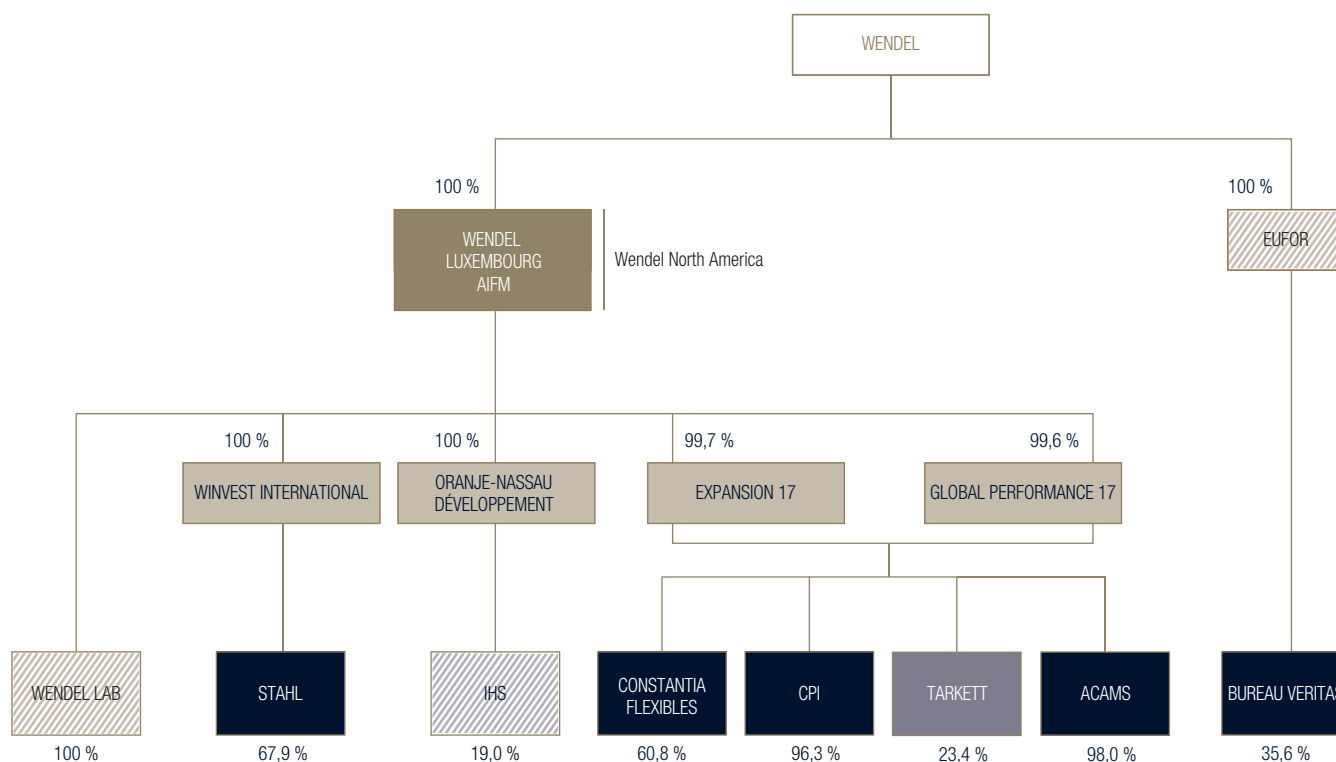 WENDEL
100 %
100 %
WENDEL
LUXEMBOURG
AIFM
Wendel North America
EUFOR
100 %
100 %
99,7 %
99,6 %
WINVEST INTERNATIONAL
ORANJE-NASSAU
DÉVELOPPEMENT
EXPANSION 17
GLOBAL PERFORMANCE 17
WENDEL LAB
STAHL
IHS
CONSTANTIA
FLEXIBLES
CPI
TARKETT
ACAMS
BUREAU VERITAS
100 %
67,9 %
19,0 %
60,8 %
96,3 %
23,4 %
98,0 %
35,6 %